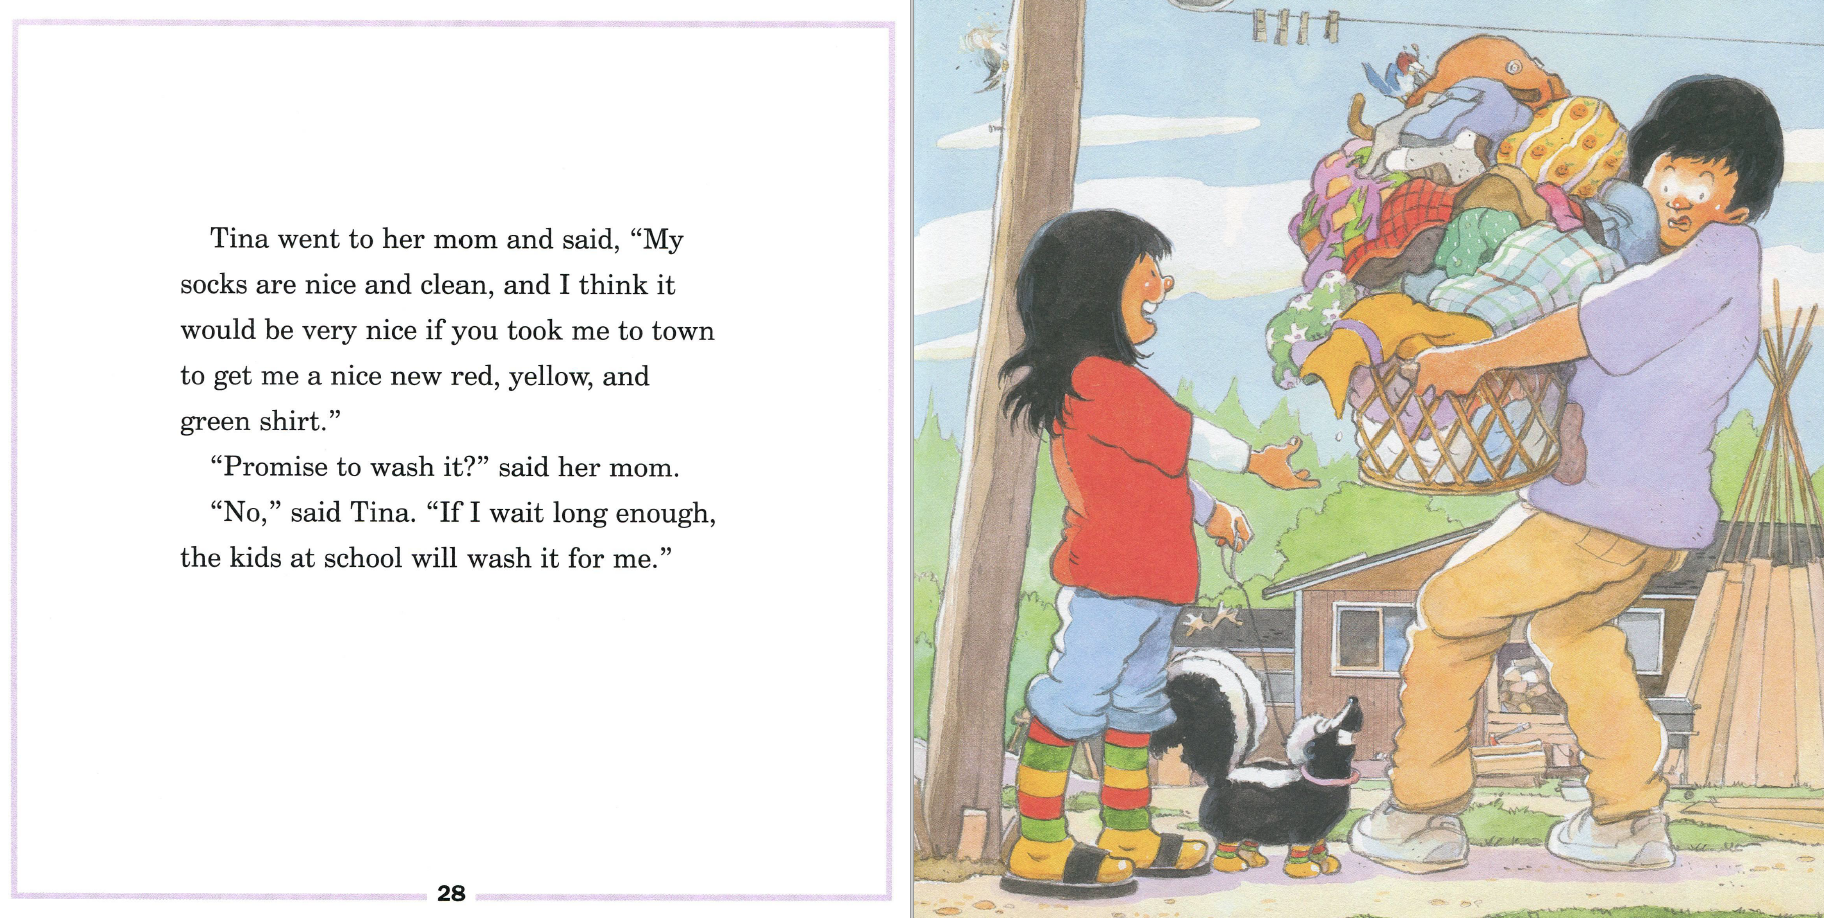 Tina went to her mom and said, “My
socks are nice and clean, and I think it
would be very nice if you took me to town
to get me a nice new red, yellow, and
green shirt.”
“Promise to wash it?” said her mom.
“No,” said Tina. “If I wait long enough,
the kids at school will wash it for me.”
28